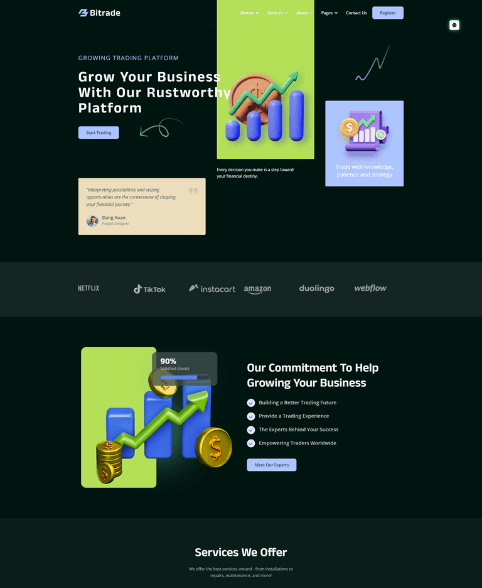 Bitrade
Home
Services
About
Pages
Contact Us
Register
GROWING TRADING PLATFORM
Grow Your Business
With Our Rustworthy
Platform
Start Trading
Every decision you make is a step toward
your financial destiny.
Trade with knowledge,
patience and strategy
"Interpreting possibilities and seizing
opportunities are the cornerstone of shaping
your financial journey."
Project Designer
NETFLIX
TikTok
instacart
amazon
duolingo
webflow
90%
Satisfied clients
Our Commitment To Help
Growing Your Business
Building a Better Trading Future
Provide a Trading Experience
The Experts Behind Your Success
Empowering Traders Worldwide
Meet Our Experts
Services We Offer
We offer the best services around - from installations to
repairs, maintenance, and more!